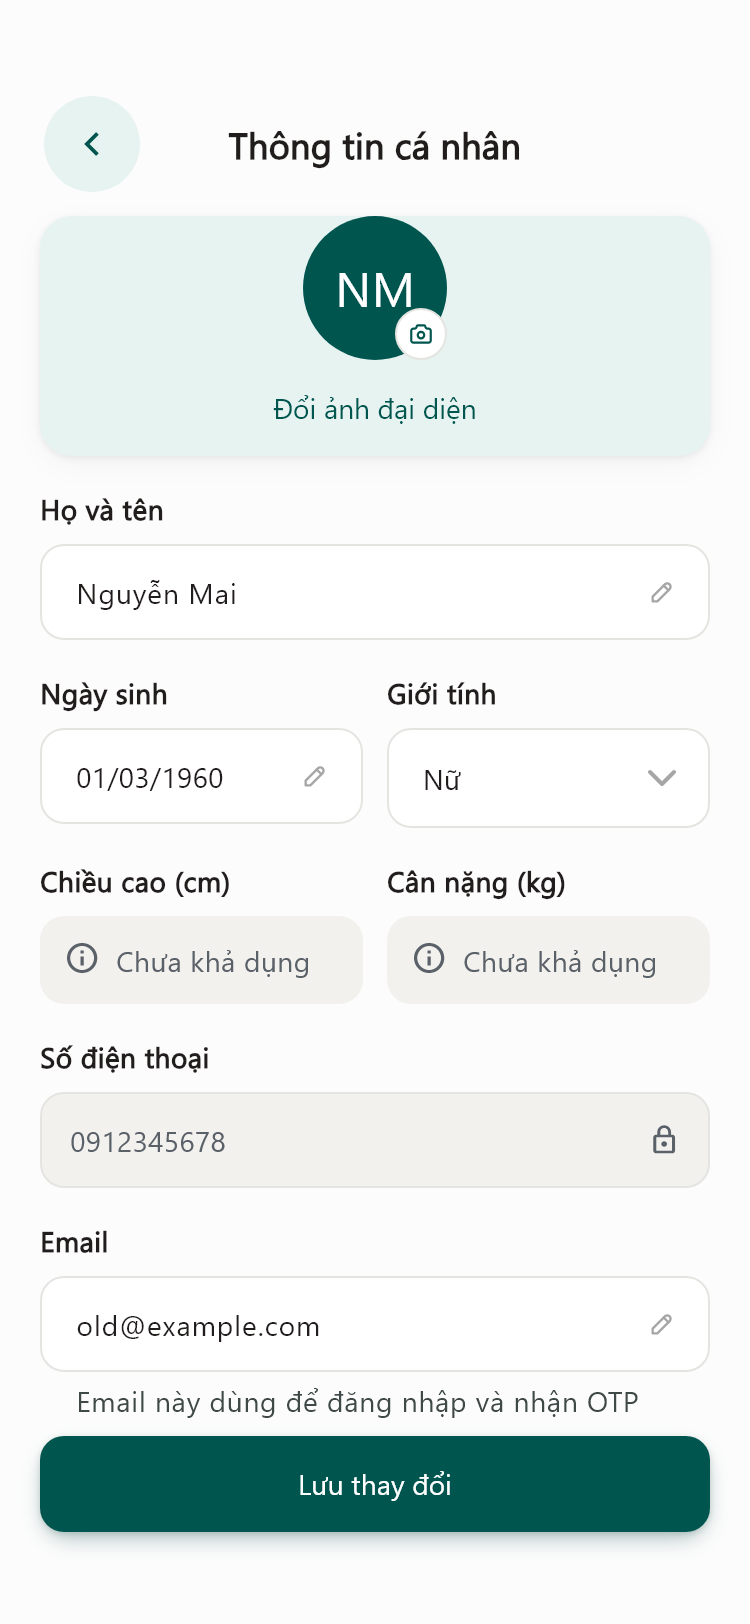 Thông tin cá nhân
NM
Đổi ảnh đại diện
Họ và tên
Nguyễn Mai
Ngày sinh
Giới tính
01/03/1960
Nữ
Chiều cao (cm)
Cân nặng (kg)
Chưa khả dụng
Chưa khả dụng
Số điện thoại
0912345678
Email
old@example.com
Email này dùng để đăng nhập và nhận OTP
Lưu thay đổi